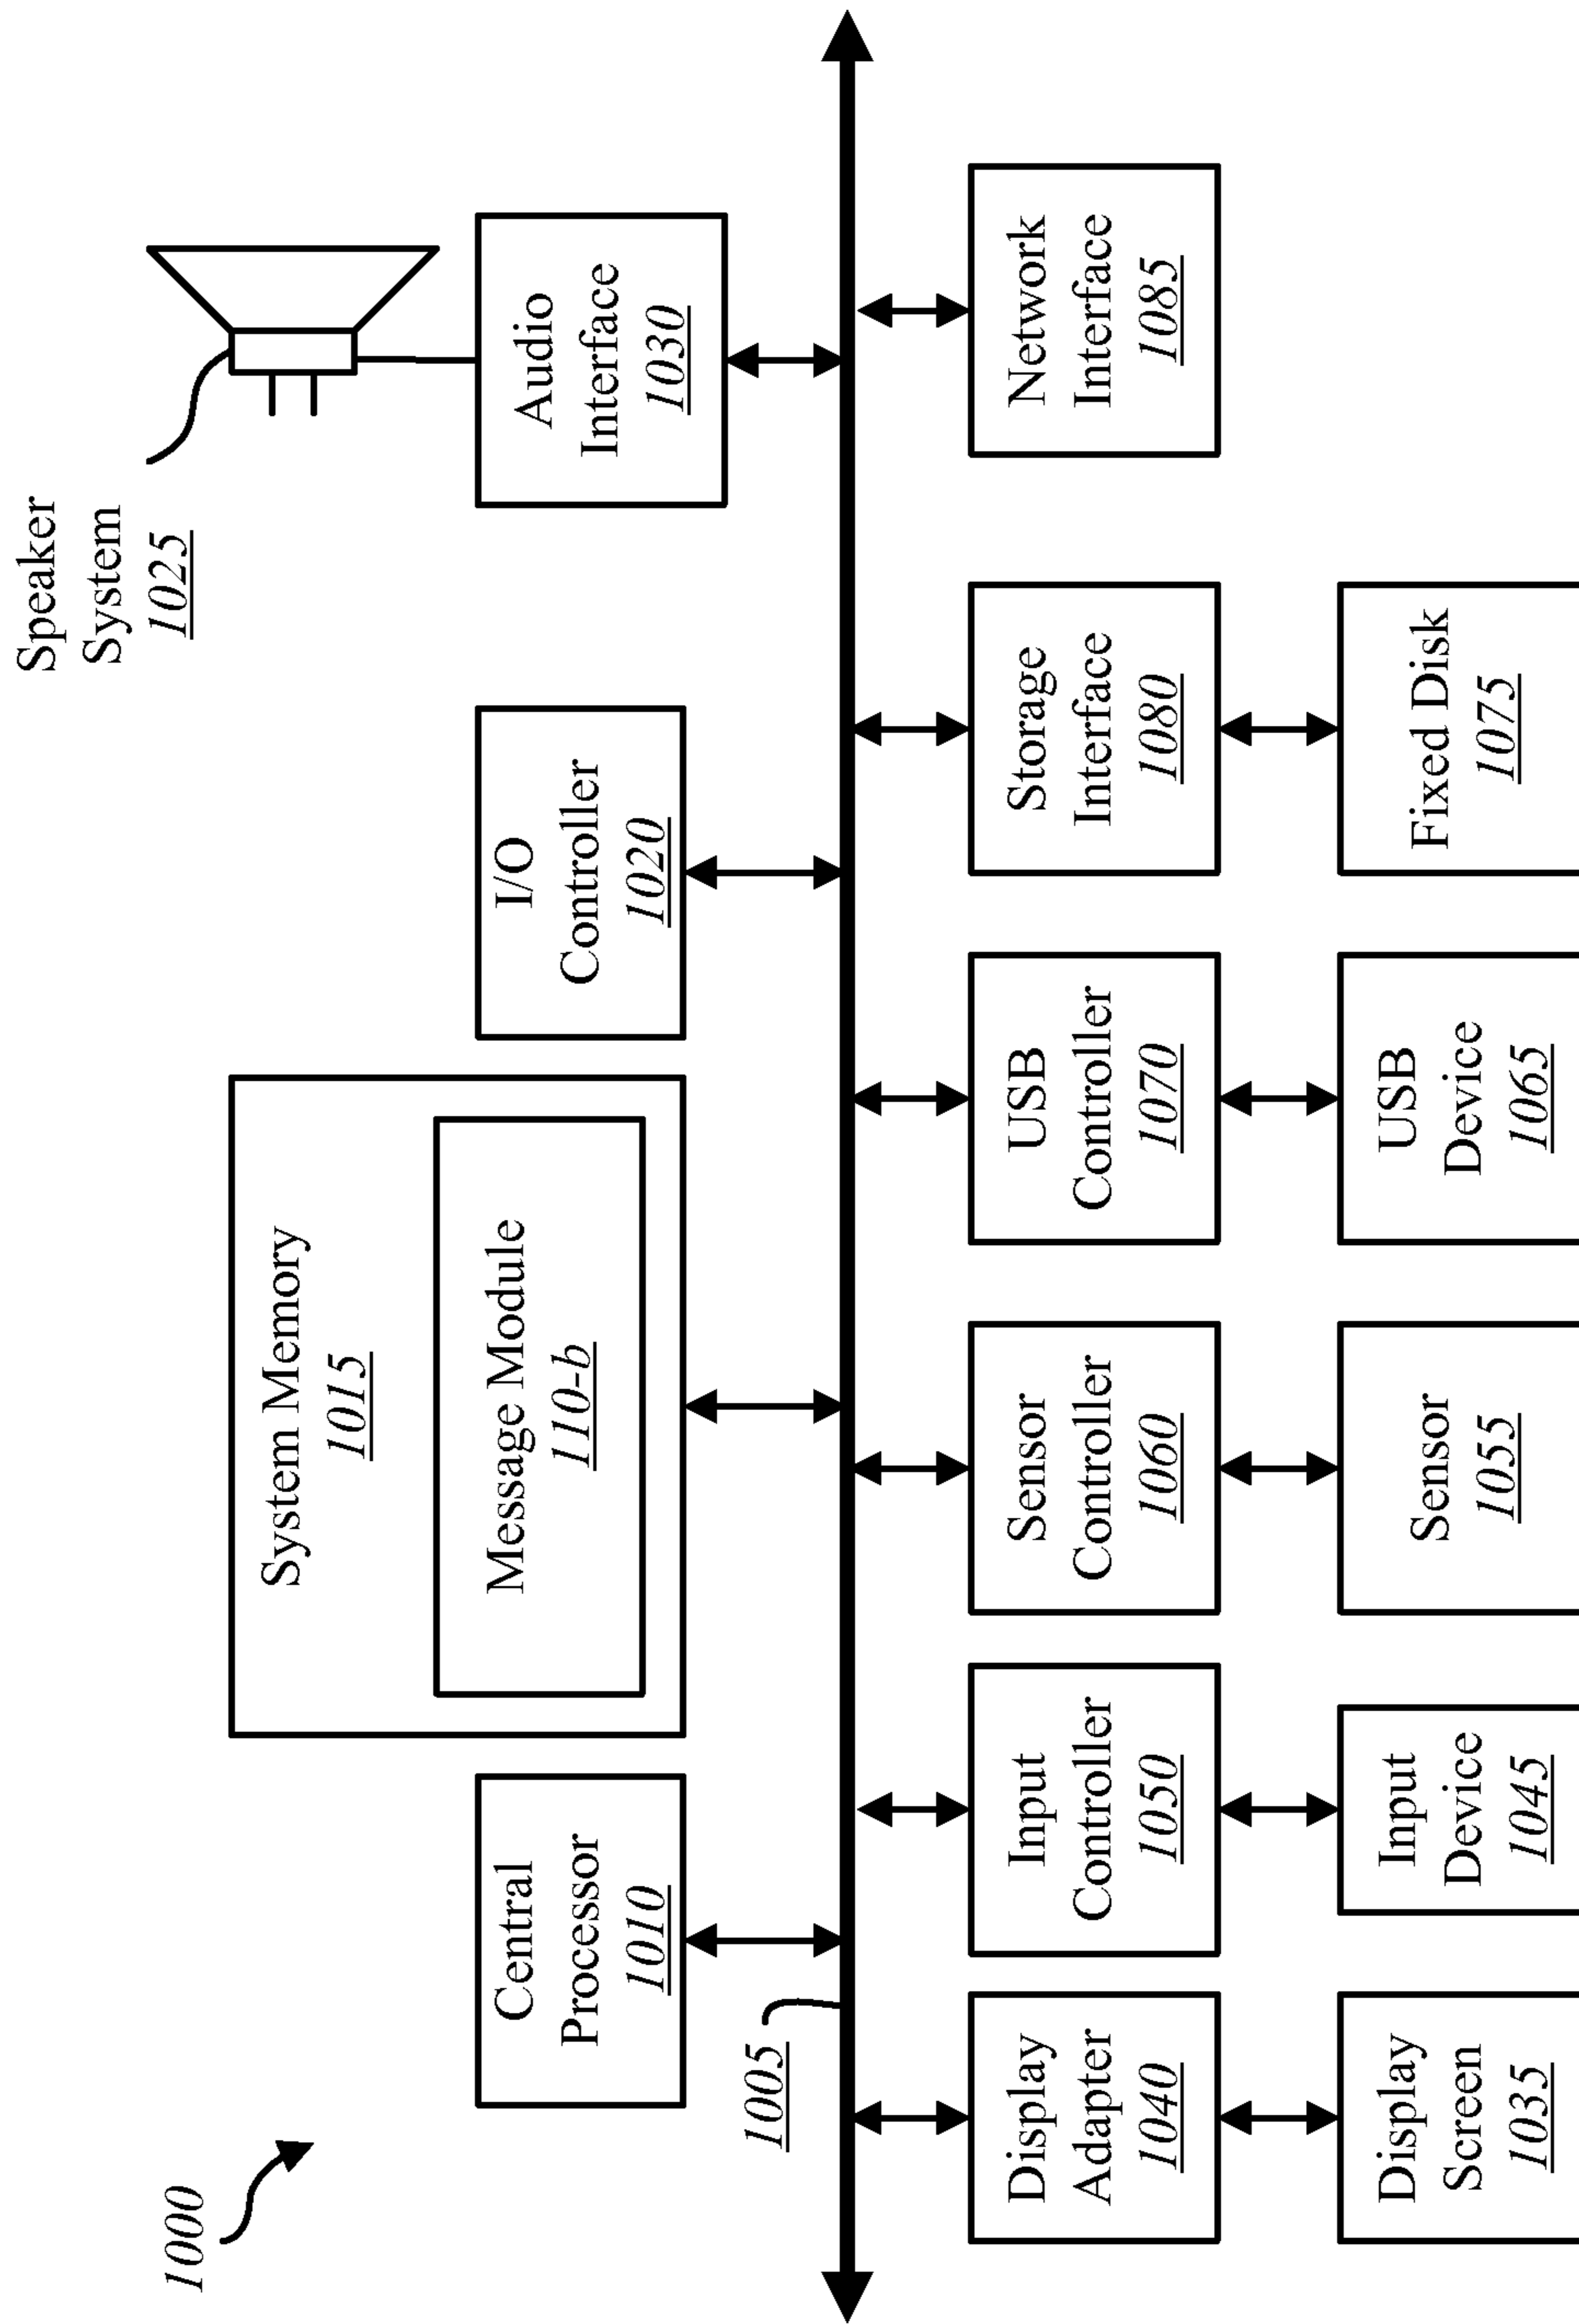 1000
Speaker
System
1025
Central
Processor
1010
System Memory
1015
Message Module
110-b
I/O
Controller
1020
Audio
Interface
1030
1005
Display
Adapter
1040
Input
Controller
1050
Sensor
Controller
1060
USB
Controller
1070
Storage
Interface
1080
Network
Interface
1085
Display
Screen
1035
Input
Device
1045
Sensor
1055
USB
Device
1065
Fixed Disk
1075